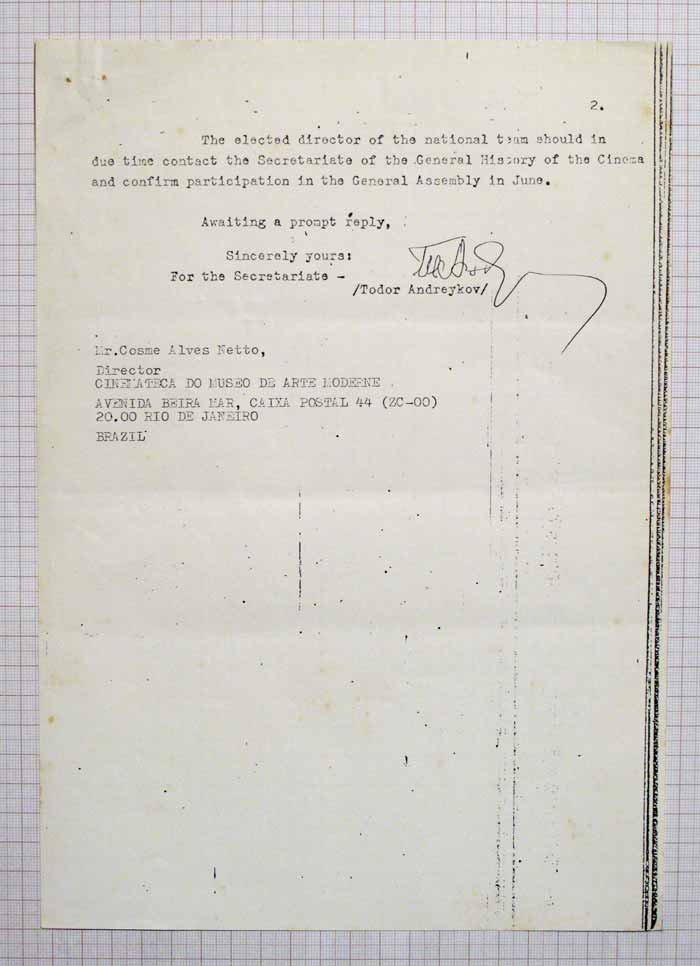 2.
The elected director of the national team should in
due time contact the Secretariate of the General History of the Cinema
and confirm participation in the General Assembly in June.
Awaiting a prompt reply,
Sincerely yours:
For the Secretariate -
/Todor Andreykov/
Mr.Cosme Alves Netto,
Director
CINEMATECA DO MUSEO DE ARTE MODERNE
AVENIDA BEIRA MAR, CAIXA POSTAL 44 (ZC-00)
20.00 RIO DE JANEIRO
BRAZIL